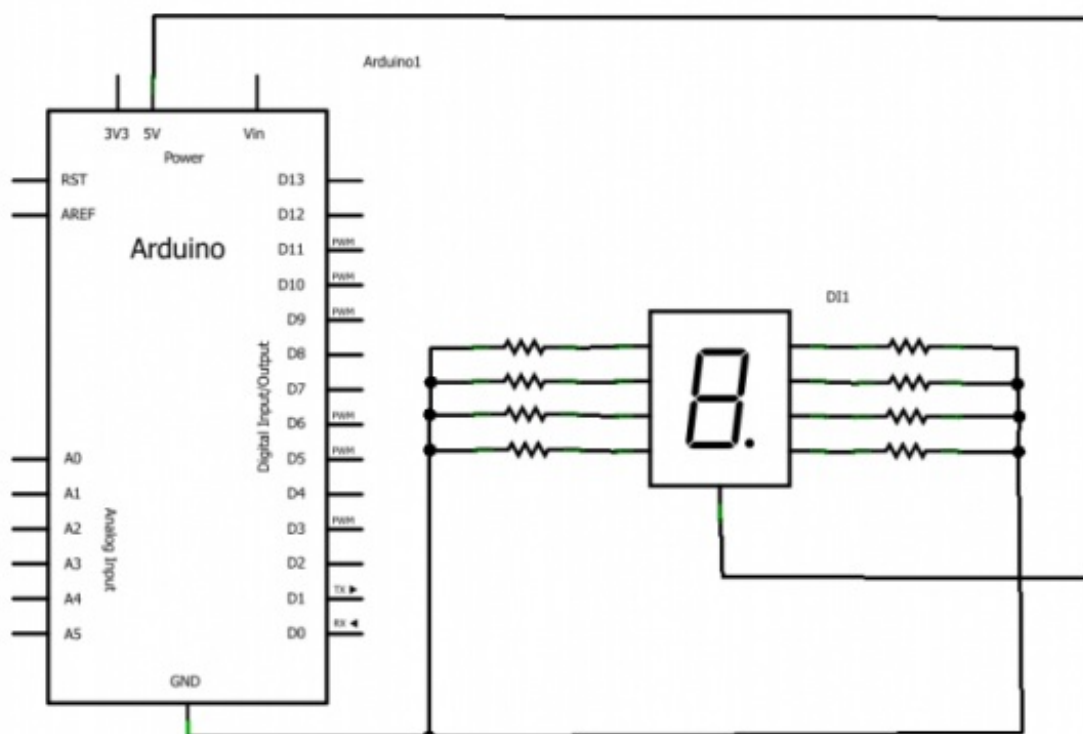 Arduino1
3V3 5V Vin
Power
RST D13
AREF D12
Arduino
D11 PWM
D10 PWM
D9 PWM
DI1
D8
D7
D6 PWM
Digital Input/Output
A0 D5 PWM
A1 D4
A2 D3 PWM
Analog Input
A3 D2
A4 D1 TX
A5 D0 RX
GND